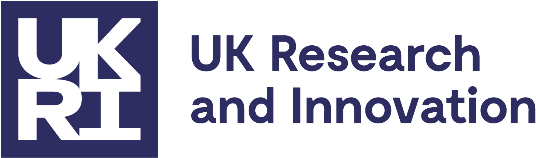 UK
RI
UK Research
and Innovation